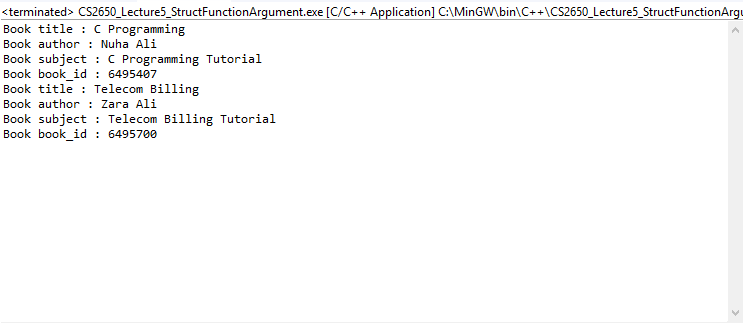 <terminated> CS2650_Lecture5_StructFunctionArgument.exe [C/C++ Application] C:\MinGW\bin\C++\CS2650_Lecture5_StructFunctionArgu
Book title : C Programming
Book author : Nuha Ali
Book subject : C Programming Tutorial
Book book_id : 6495407
Book title : Telecom Billing
Book author : Zara Ali
Book subject : Telecom Billing Tutorial
Book book_id : 6495700